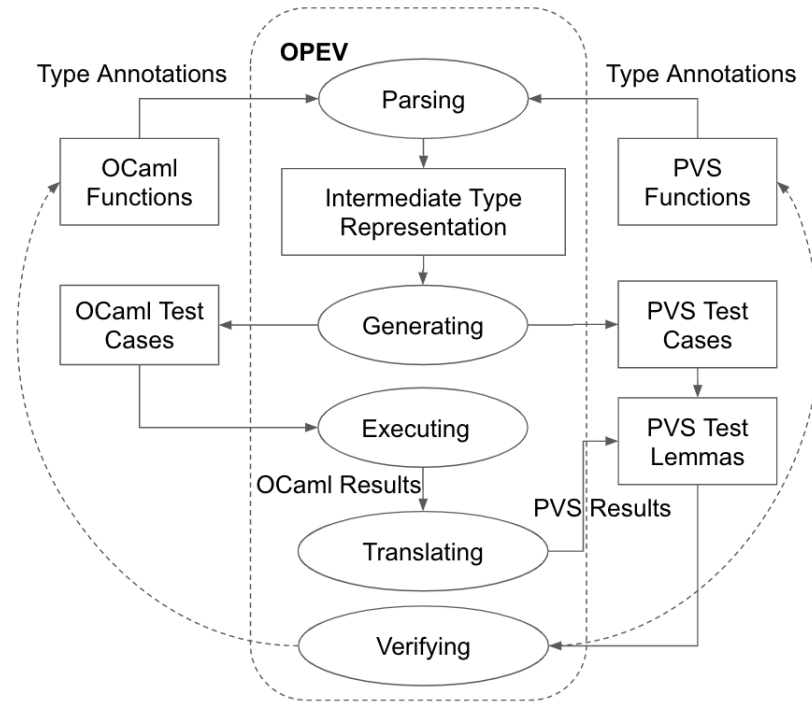 OPEV
Type Annotations
Type Annotations
Parsing
OCaml
Functions
PVS
Functions
Intermediate Type
Representation
OCaml Test
Cases
Generating
PVS Test
Cases
Executing
PVS Test
Lemmas
OCaml Results
PVS Results
Translating
Verifying